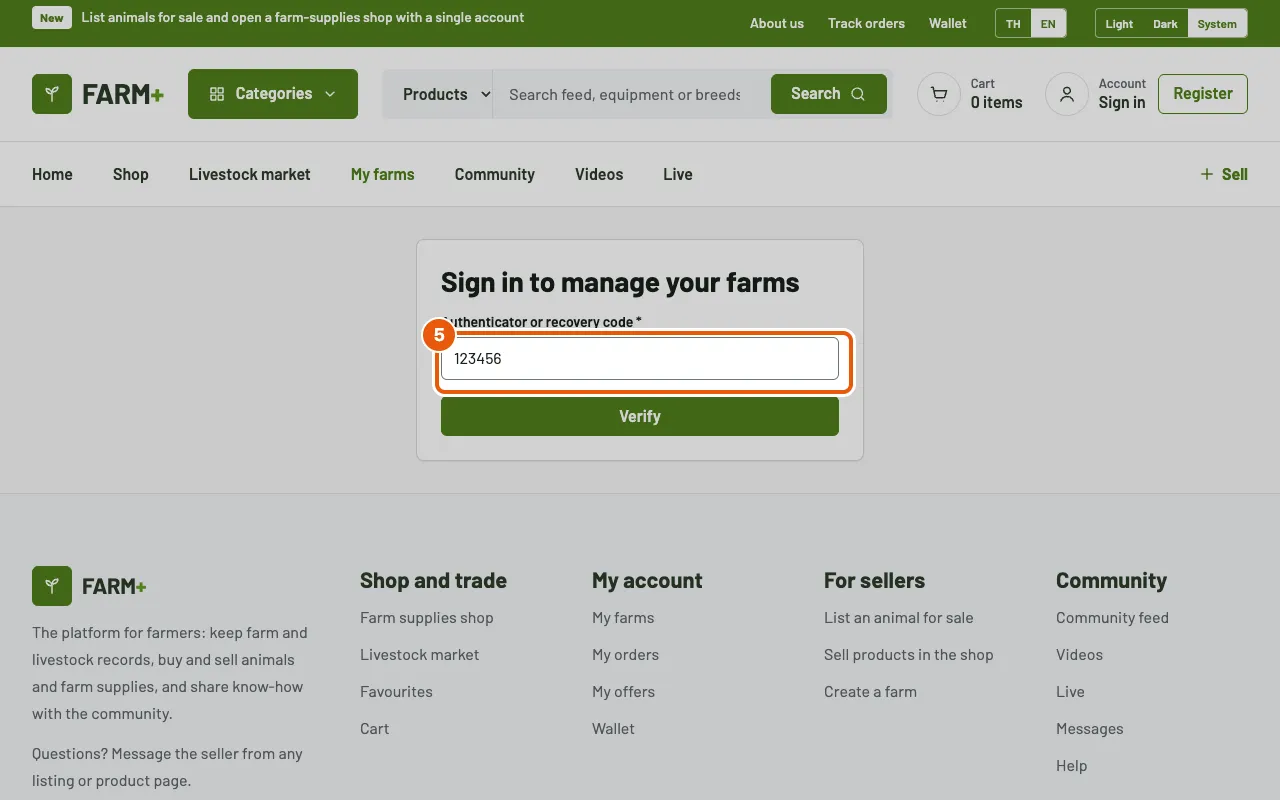 New
List animals for sale and open a farm-supplies shop with a single account
About us
Track orders
Wallet
TH
EN
Light
Dark
System
FARM+
Categories
Products
Search feed, equipment or breeds
Search
Cart
0 items
Account
Sign in
Register
Home
Shop
Livestock market
My farms
Community
Videos
Live
+ Sell
Sign in to manage your farms
Authenticator or recovery code *
5
123456
Verify
FARM+
The platform for farmers: keep farm and
livestock records, buy and sell animals
and farm supplies, and share know-how
with the community.
Questions? Message the seller from any
listing or product page.
Shop and trade
Farm supplies shop
Livestock market
Favourites
Cart
My account
My farms
My orders
My offers
Wallet
For sellers
List an animal for sale
Sell products in the shop
Create a farm
Community
Community feed
Videos
Live
Messages
Help